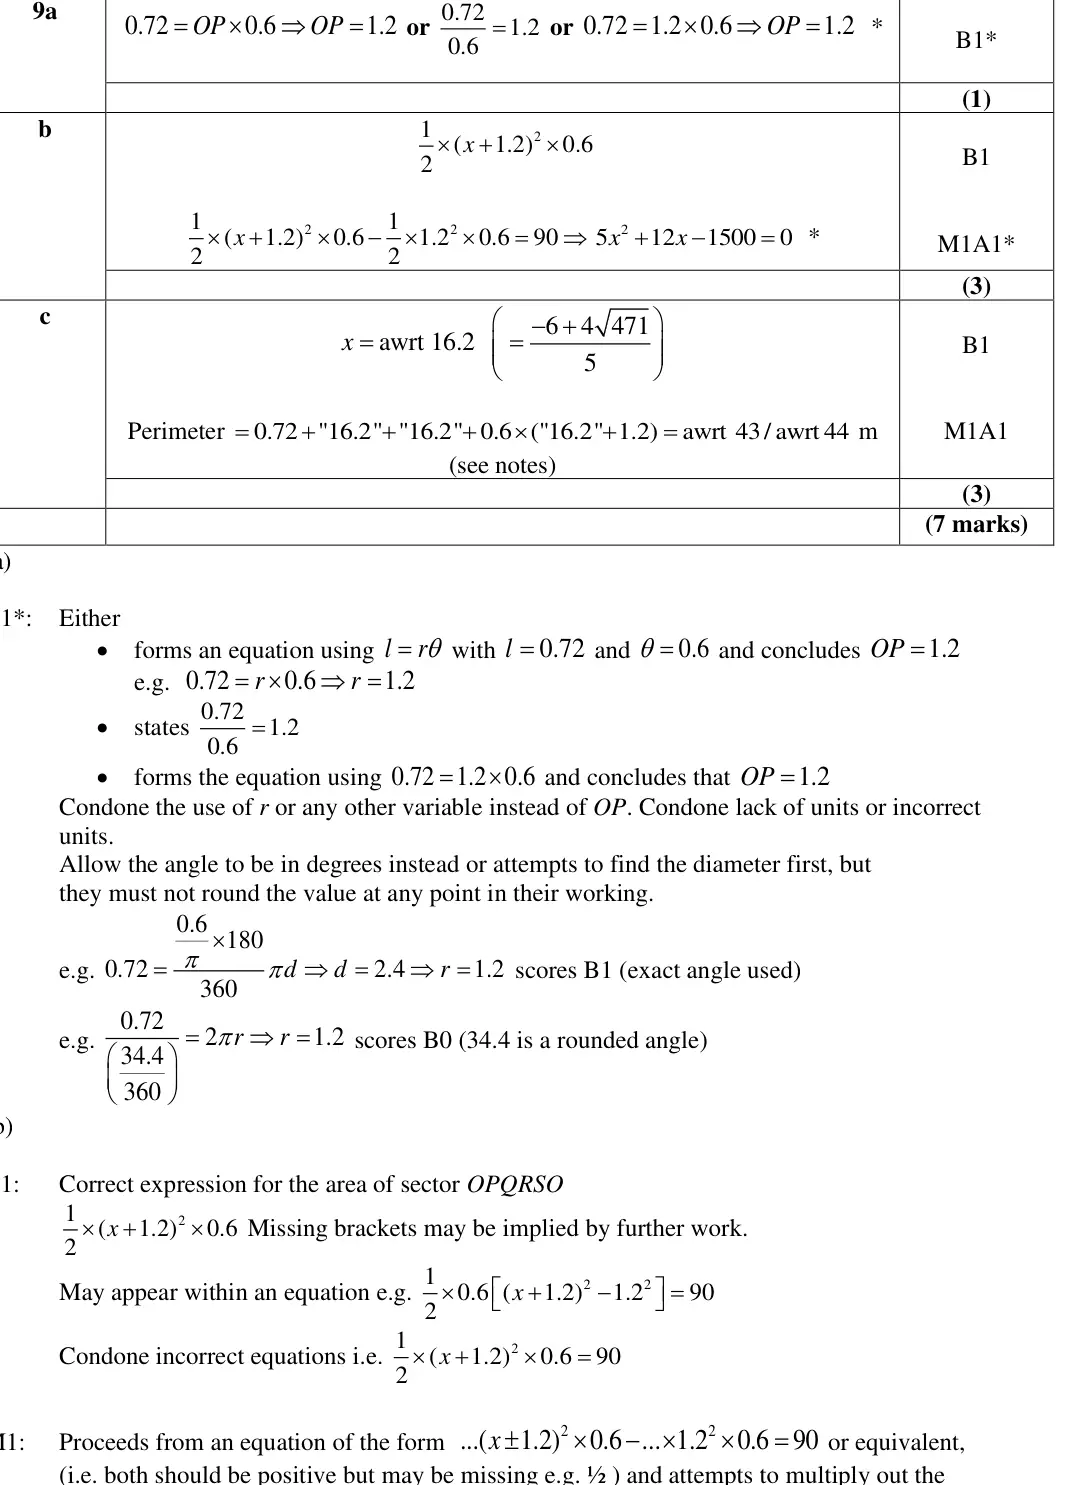 9a
0.72 = OP × 0.6 ⇒ OP = 1.2 or 0.72/0.6 = 1.2 or 0.72 = 1.2 × 0.6 ⇒ OP = 1.2 *
B1*
(1)
b
1/2 × (x + 1.2)² × 0.6
B1
1/2 × (x + 1.2)² × 0.6 − 1/2 × 1.2² × 0.6 = 90 ⇒ 5x² + 12x − 1500 = 0 *
M1A1*
(3)
c
x = awrt 16.2 (= (−6 + 4√471)/5)
B1
Perimeter = 0.72 + "16.2" + "16.2" + 0.6 × ("16.2" + 1.2) = awrt 43 / awrt 44 m
M1A1
(see notes)
(3)
(7 marks)
a)
1*: Either
• forms an equation using l = rθ with l = 0.72 and θ = 0.6 and concludes OP = 1.2
e.g. 0.72 = r × 0.6 ⇒ r = 1.2
• states 0.72/0.6 = 1.2
• forms the equation using 0.72 = 1.2 × 0.6 and concludes that OP = 1.2
Condone the use of r or any other variable instead of OP. Condone lack of units or incorrect
units.
Allow the angle to be in degrees instead or attempts to find the diameter first, but
they must not round the value at any point in their working.
e.g. 0.72 = (0.6/π × 180)/360 πd ⇒ d = 2.4 ⇒ r = 1.2 scores B1 (exact angle used)
e.g. 0.72/(34.4/360) = 2πr ⇒ r = 1.2 scores B0 (34.4 is a rounded angle)
b)
1: Correct expression for the area of sector OPQRSO
1/2 × (x + 1.2)² × 0.6 Missing brackets may be implied by further work.
May appear within an equation e.g. 1/2 × 0.6[(x + 1.2)² − 1.2²] = 90
Condone incorrect equations i.e. 1/2 × (x + 1.2)² × 0.6 = 90
M1: Proceeds from an equation of the form ...(x ± 1.2)² × 0.6 − ... × 1.2² × 0.6 = 90 or equivalent,
(i.e. both should be positive but may be missing e.g. ½ ) and attempts to multiply out the